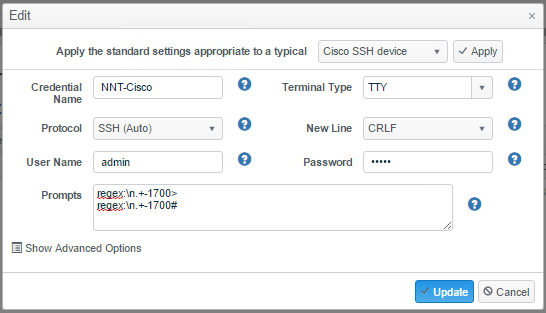 Edit ×
Apply the standard settings appropriate to a typical Cisco SSH device Apply
Credential Name NNT-Cisco Terminal Type TTY
Protocol SSH (Auto) New Line CRLF
User Name admin Password •••••
Prompts regex:\n.+-1700>
regex:\n.+-1700#
Show Advanced Options
Update Cancel